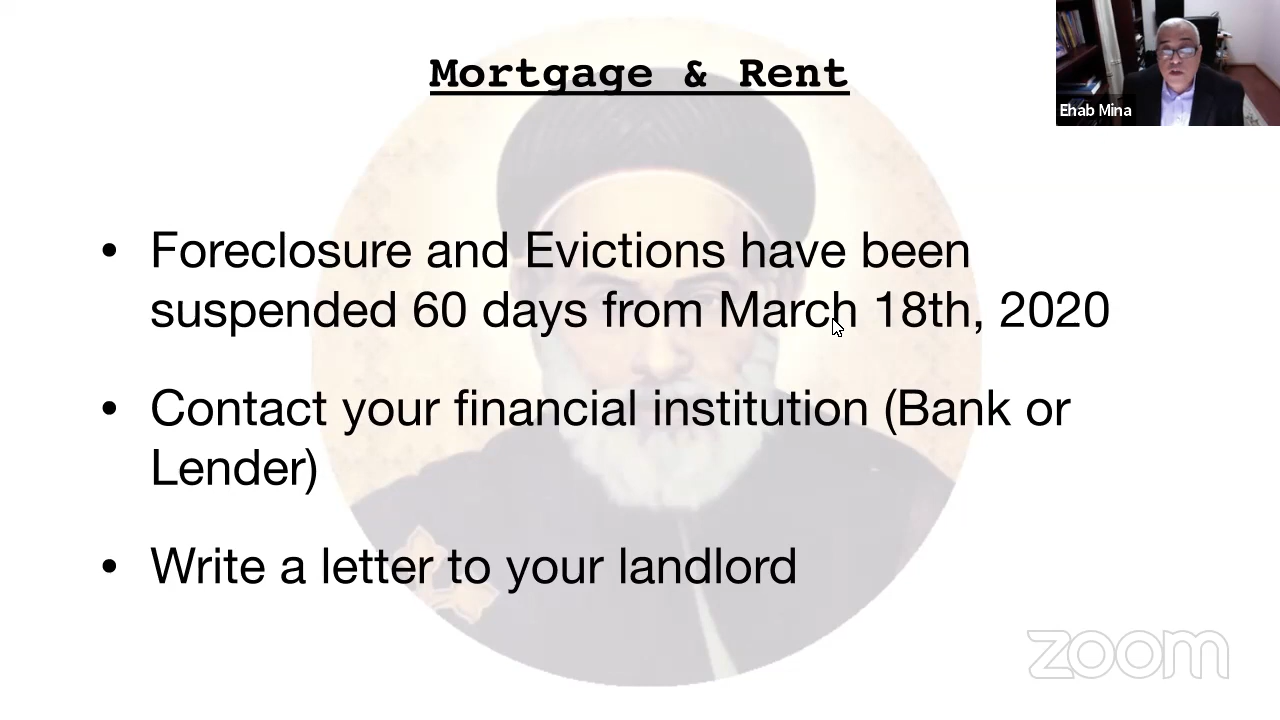 Mortgage & Rent
Ehab Mina
• Foreclosure and Evictions have been
suspended 60 days from March 18th, 2020
• Contact your financial institution (Bank or
Lender)
• Write a letter to your landlord
zoom